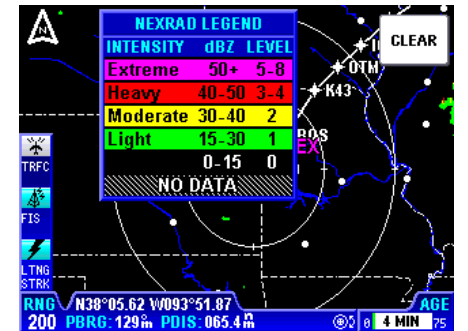 N
NEXRAD LEGEND
INTENSITY dBZ LEVEL
Extreme 50+ 5-8
Heavy 40-50 3-4
Moderate 30-40 2
Light 15-30 1
0-15 0
NO DATA
CLEAR
OTM
K43
TRFC
FIS
LTNG
STRK
RNG
200
N38°05.62 W093°51.87
PBRG:129°m PDIS:065.4nm
AGE
4 MIN 75